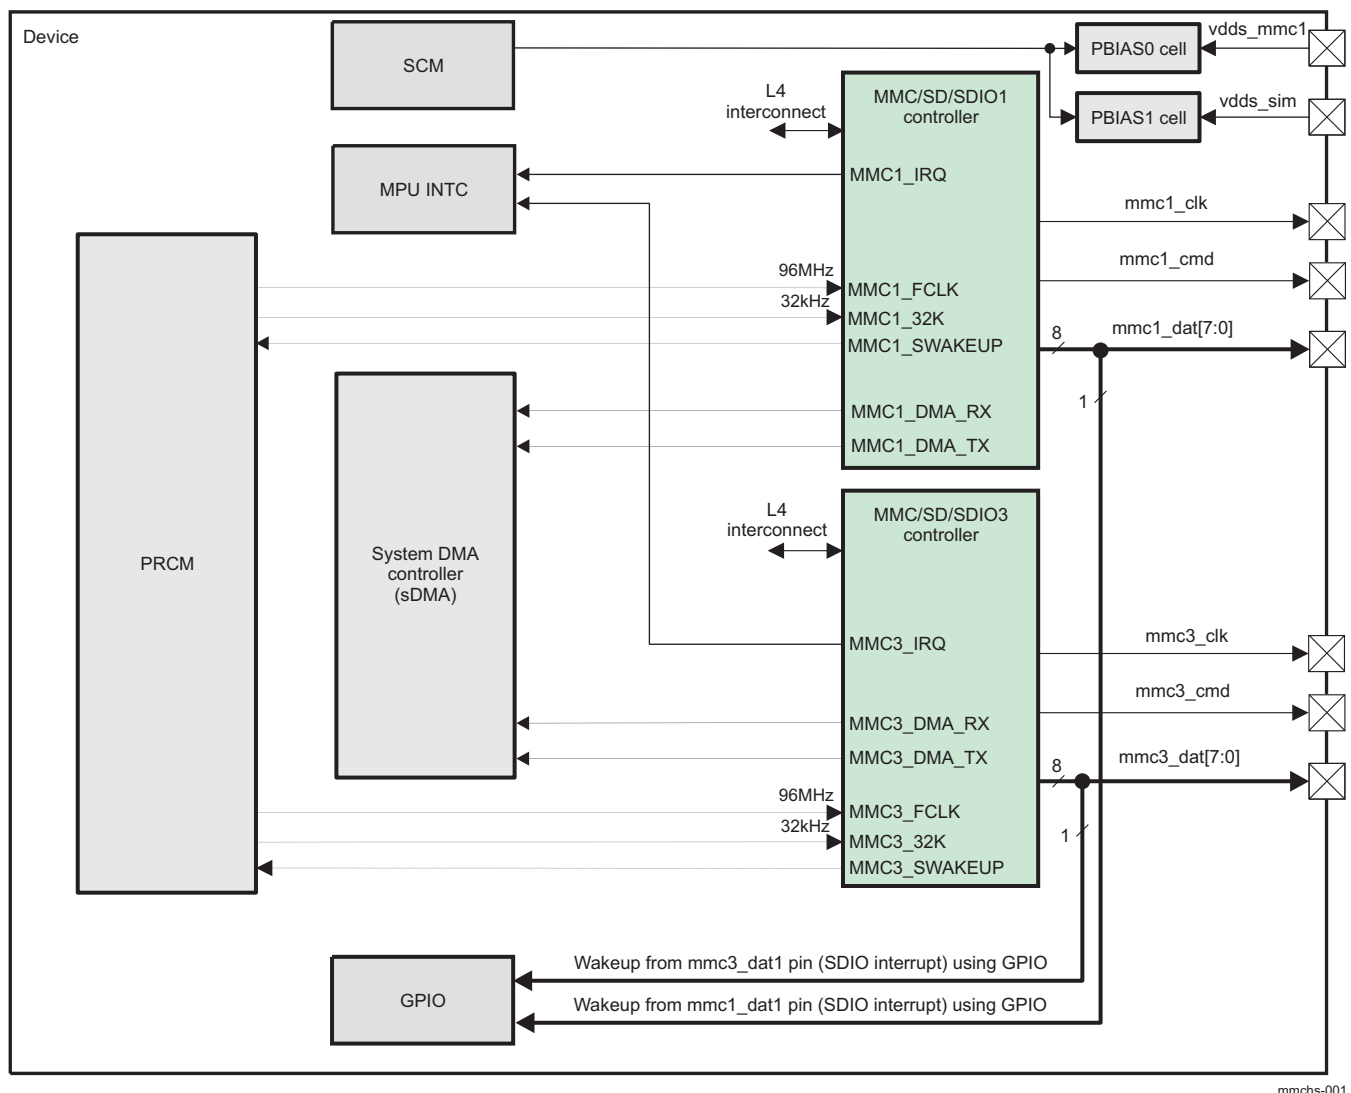 Device
SCM
PBIAS0 cell
vdds_mmc1
PBIAS1 cell
vdds_sim
L4
interconnect
MMC/SD/SDIO1
controller
MPU INTC
MMC1_IRQ
mmc1_clk
mmc1_cmd
96MHz
MMC1_FCLK
32kHz
MMC1_32K
MMC1_SWAKEUP
8
mmc1_dat[7:0]
1
MMC1_DMA_RX
MMC1_DMA_TX
L4
interconnect
MMC/SD/SDIO3
controller
PRCM
System DMA
controller
(sDMA)
MMC3_IRQ
mmc3_clk
mmc3_cmd
MMC3_DMA_RX
MMC3_DMA_TX
8
mmc3_dat[7:0]
96MHz
MMC3_FCLK
32kHz
MMC3_32K
1
MMC3_SWAKEUP
Wakeup from mmc3_dat1 pin (SDIO interrupt) using GPIO
GPIO
Wakeup from mmc1_dat1 pin (SDIO interrupt) using GPIO
mmchs-001